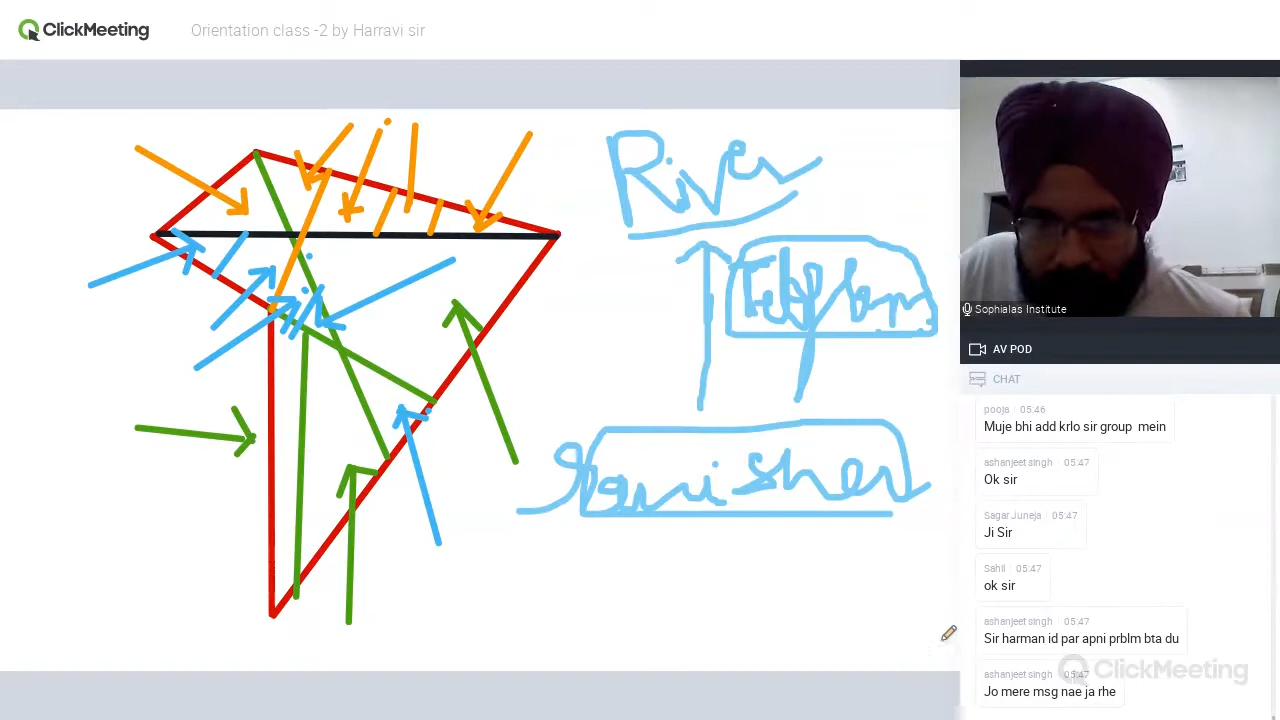 ClickMeeting
Orientation class -2 by Harravi sir
River
Sophialas Institute
AV POD
CHAT
pooja 05:46
Muje bhi add krlo sir group mein
ashanjeet singh 05:47
Ok sir
Sagar Juneja 05:47
Ji Sir
Sahil 05:47
ok sir
ashanjeet singh 05:47
Sir harman id par apni prblm bta du
ashanjeet singh 05:47
Jo mere msg nae ja rhe
ClickMeeting